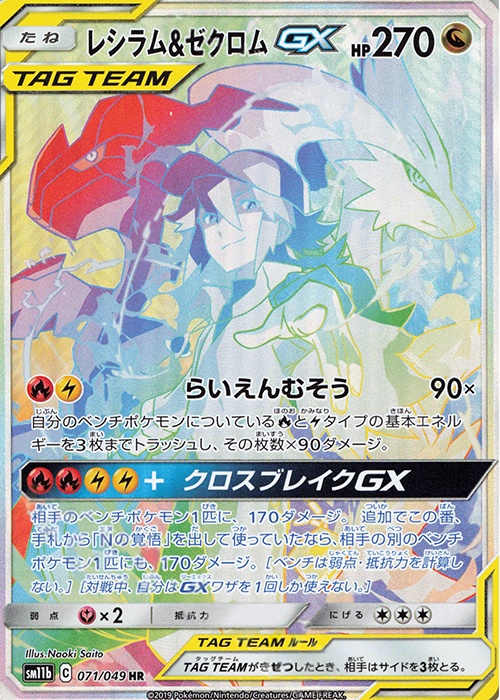 たね レシラム&ゼクロムGX HP270
TAG TEAM
らいえんむそう 90×
自分のベンチポケモンについている🔥と⚡タイプの基本エネル
ギーを3枚までトラッシュし、その枚数×90ダメージ。
+ クロスブレイクGX
相手のベンチポケモン1匹に、170ダメージ。追加でこの番、
手札から「Nの覚悟」を出して使っていたなら、相手の別のベンチ
ポケモン1匹にも、170ダメージ。[ベンチは弱点・抵抗力を計算し
ない。][対戦中、自分はGXワザを1回しか使えない。]
弱点 ×2 抵抗力 にげる
Illus.Naoki Saito
TAG TEAM ルール
sm11b C 071/049 HR
TAG TEAMがきぜつしたとき、相手はサイドを3枚とる。
©2019 Pokémon/Nintendo/Creatures/GAME FREAK